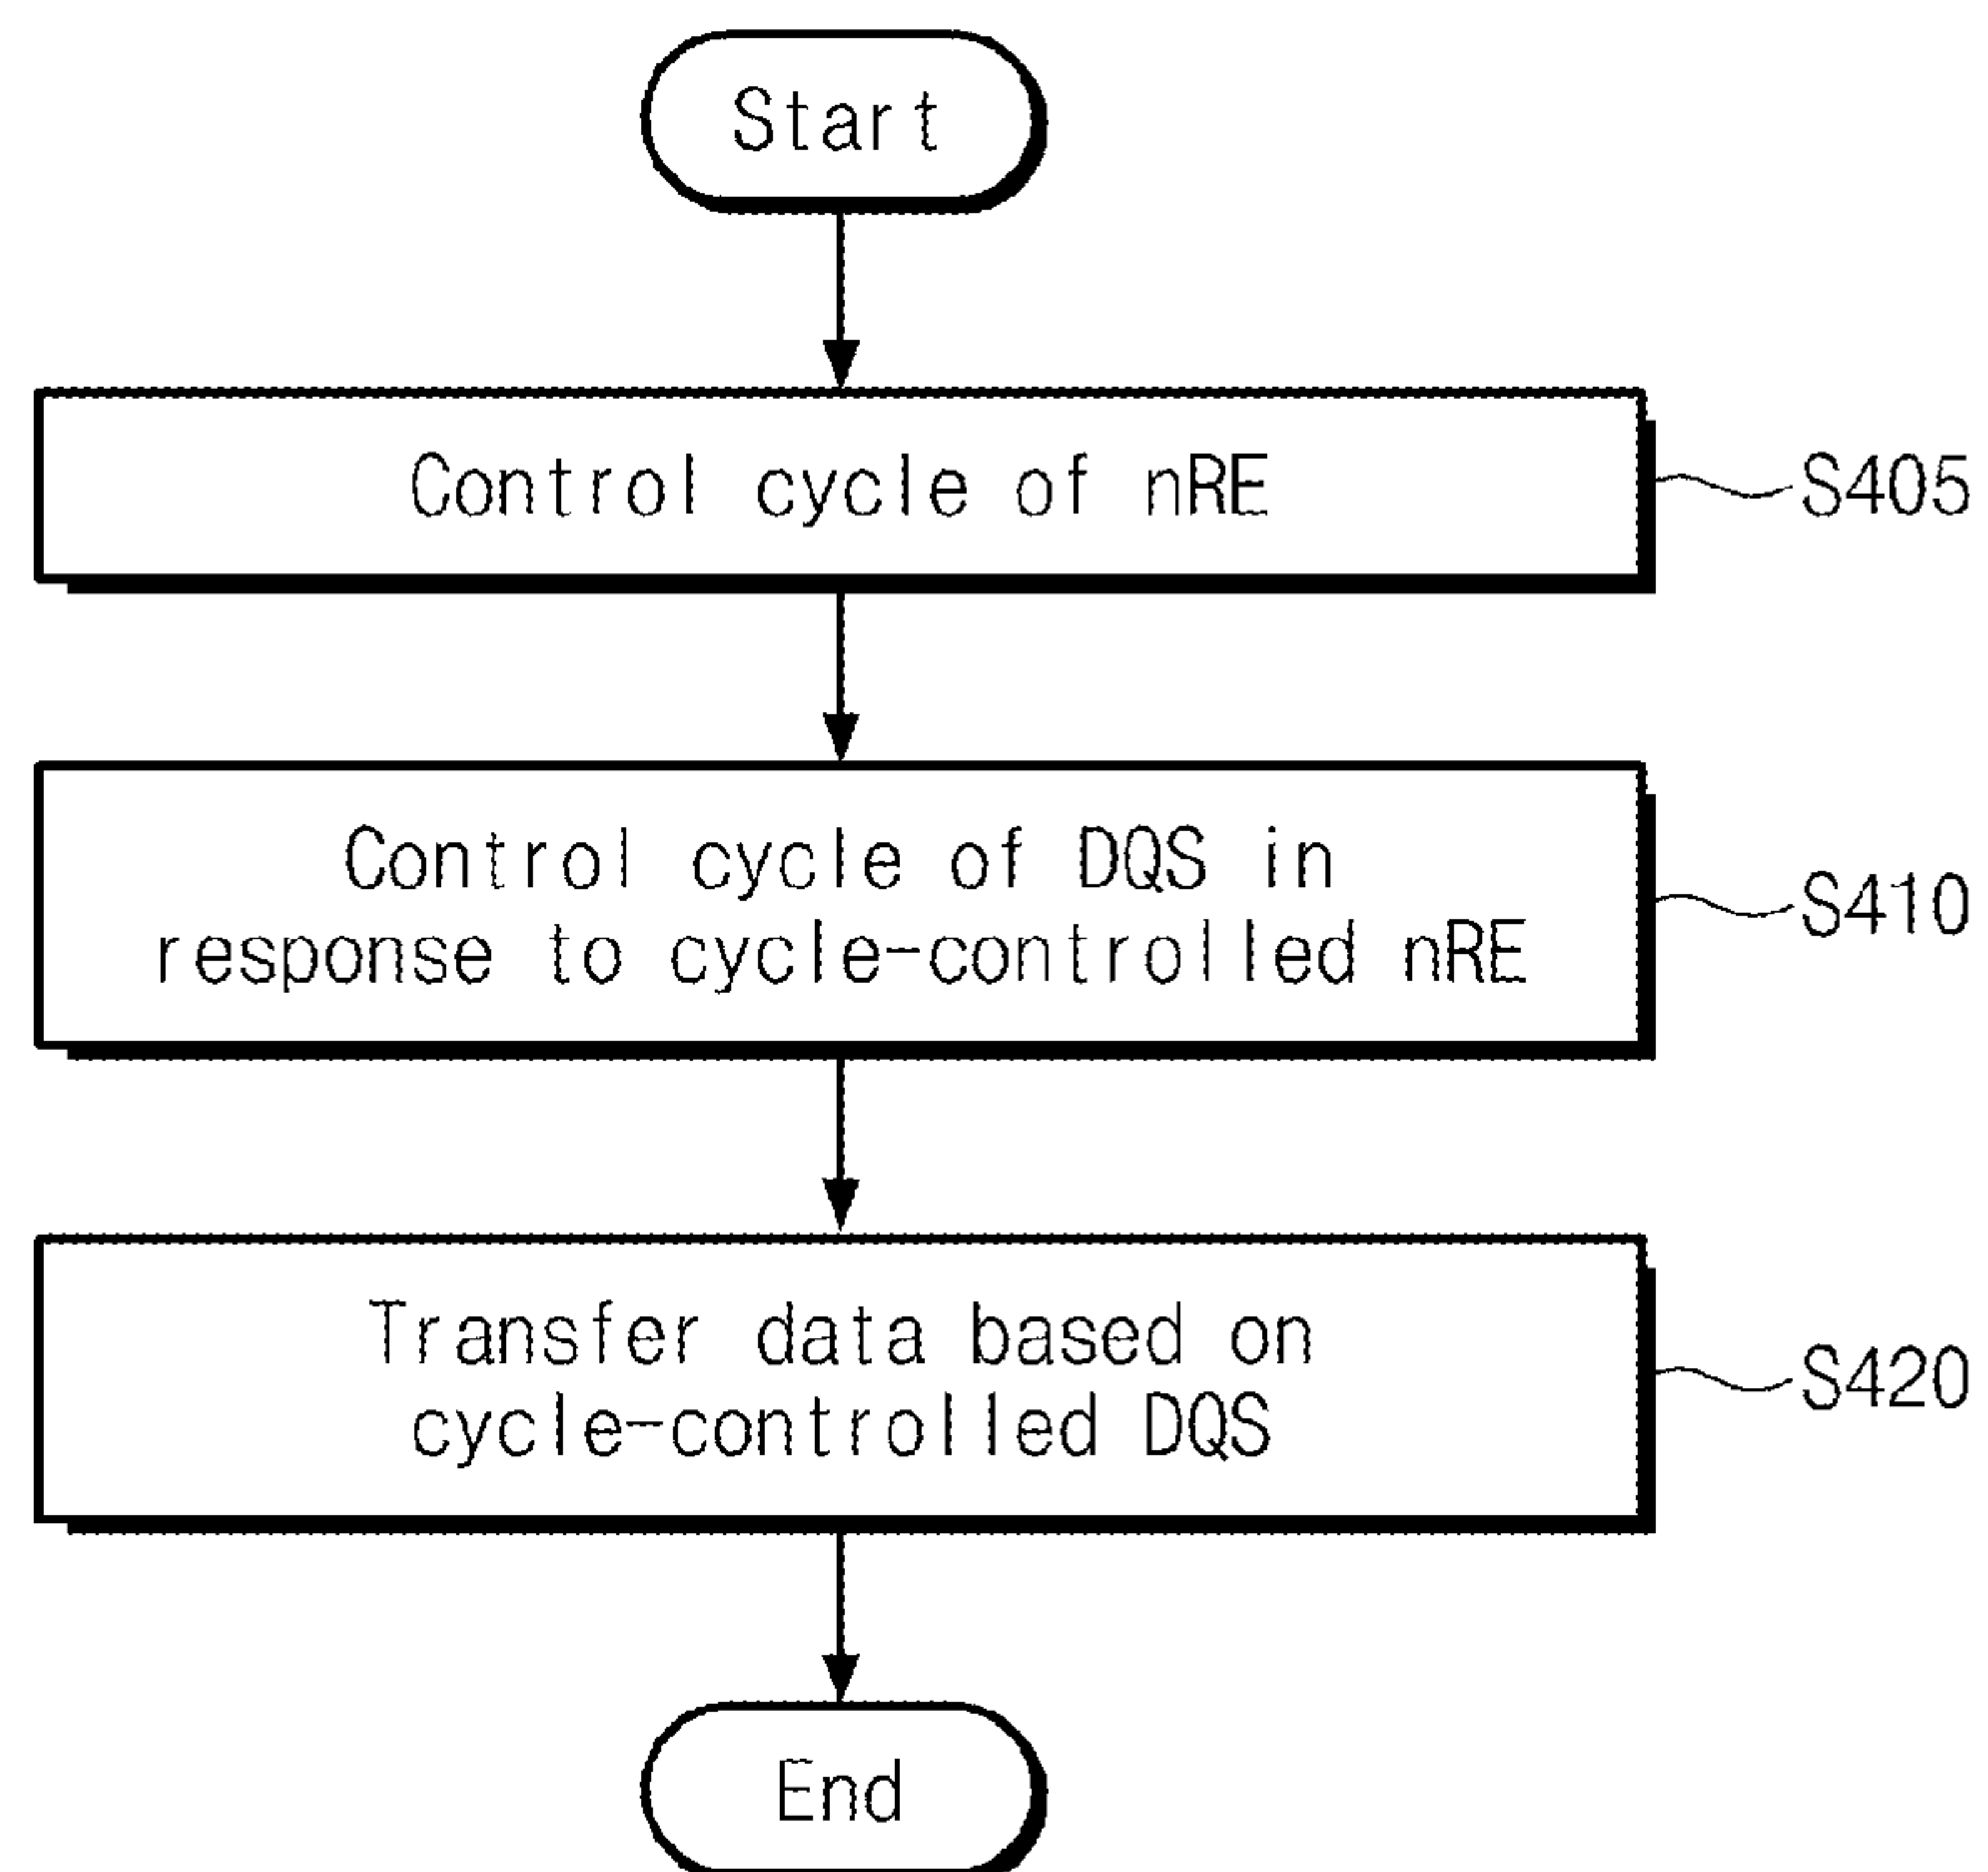 Start
Control cycle of nRE
S405
Control cycle of DQS in
response to cycle-controlled nRE
S410
Transfer data based on
cycle-controlled DQS
S420
End